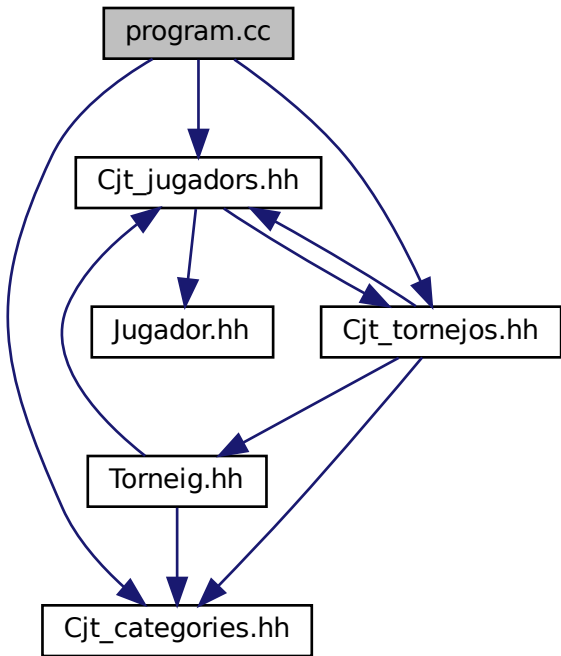 program.cc
Cjt_jugadors.hh
Jugador.hh
Cjt_tornejos.hh
Torneig.hh
Cjt_categories.hh